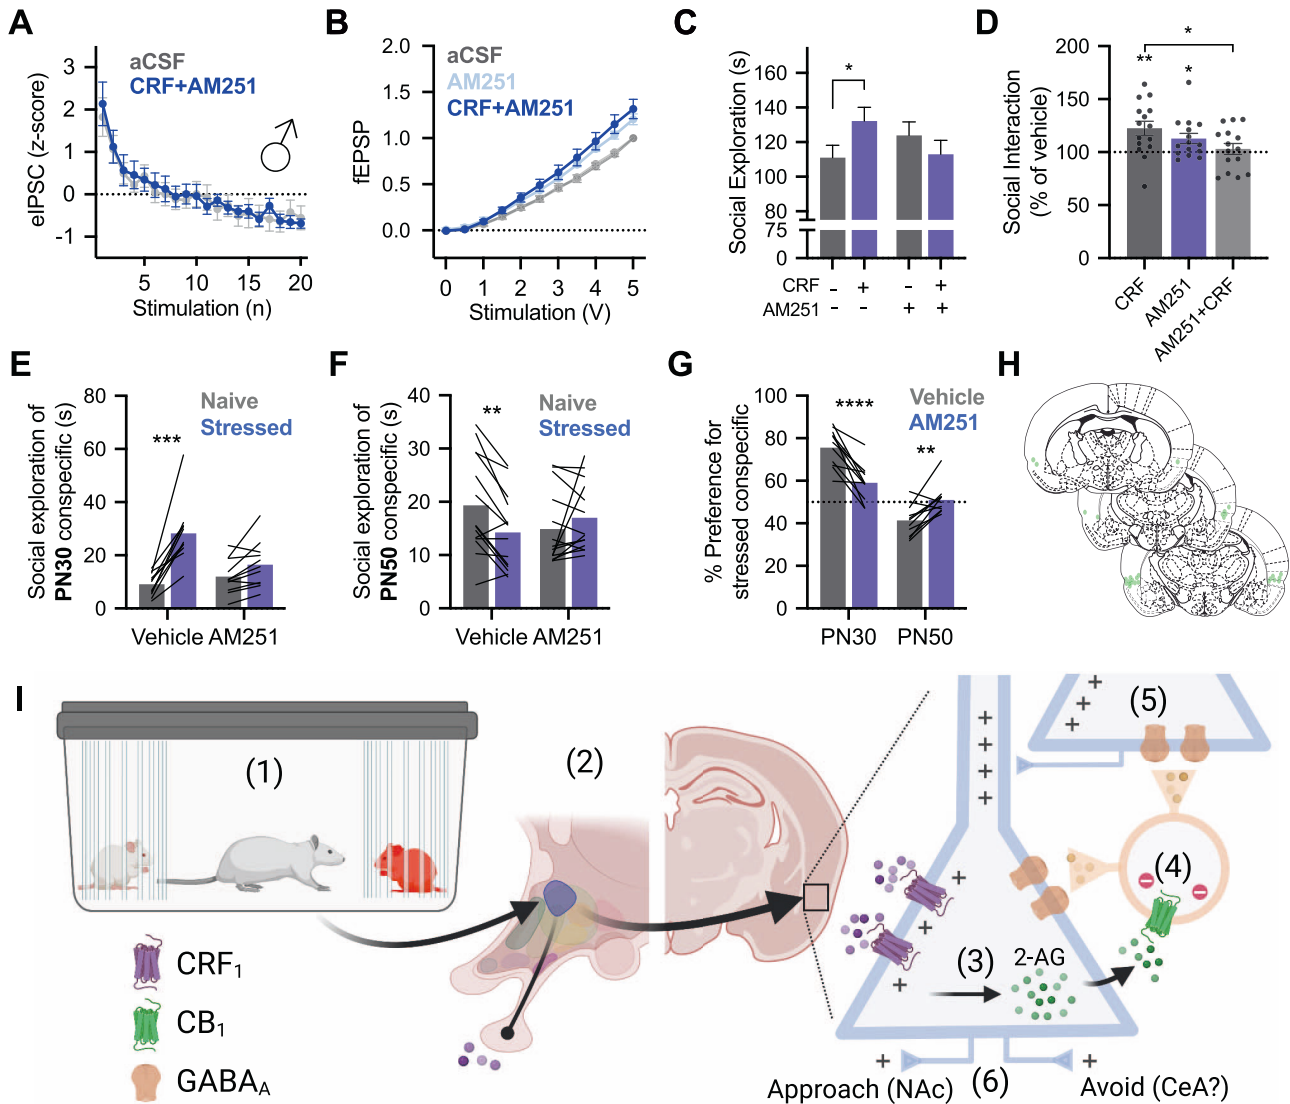 A
eIPSC (z-score)
3
2
1
0
-1
aCSF
CRF+AM251
5
10
15
20
Stimulation (n)
B
fEPSP
2.0
1.5
1.0
0.5
0.0
aCSF
AM251
CRF+AM251
0
1
2
3
4
5
Stimulation (V)
C
Social Exploration (s)
160
140
120
100
80
75
0
*
CRF - + - +
AM251 - - + +
D
Social Interaction
(% of vehicle)
200
150
100
50
0
*
**
*
CRF
AM251
AM251+CRF
E
Social exploration of
PN30 conspecific (s)
80
60
40
20
0
Naive
Stressed
***
Vehicle AM251
F
Social exploration of
PN50 conspecific (s)
40
30
20
10
0
Naive
Stressed
**
Vehicle AM251
G
% Preference for
stressed conspecific
100
80
60
40
20
0
Vehicle
AM251
****
**
PN30 PN50
H
I
(1)
(2)
CRF1
CB1
GABAA
+
+
+
+
+
+
+
(5)
(4)
+
+
+
(3)
2-AG
+ (6) +
Approach (NAc)
Avoid (CeA?)